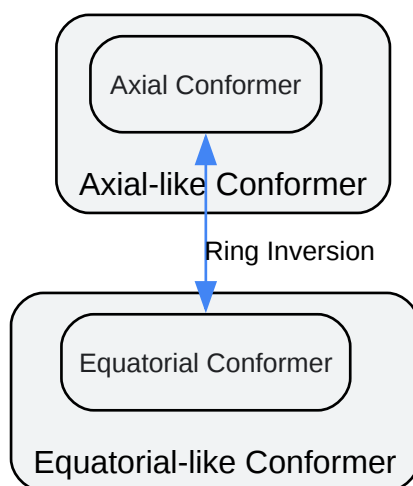 Axial Conformer
Axial-like Conformer
Ring Inversion
Equatorial Conformer
Equatorial-like Conformer